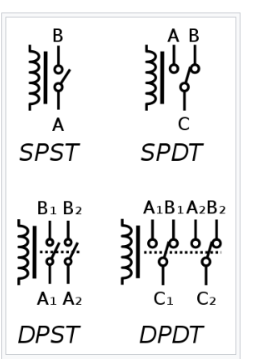 B
A
SPST
A B
C
SPDT
B₁ B₂
A₁ A₂
DPST
A₁B₁A₂B₂
C₁ C₂
DPDT